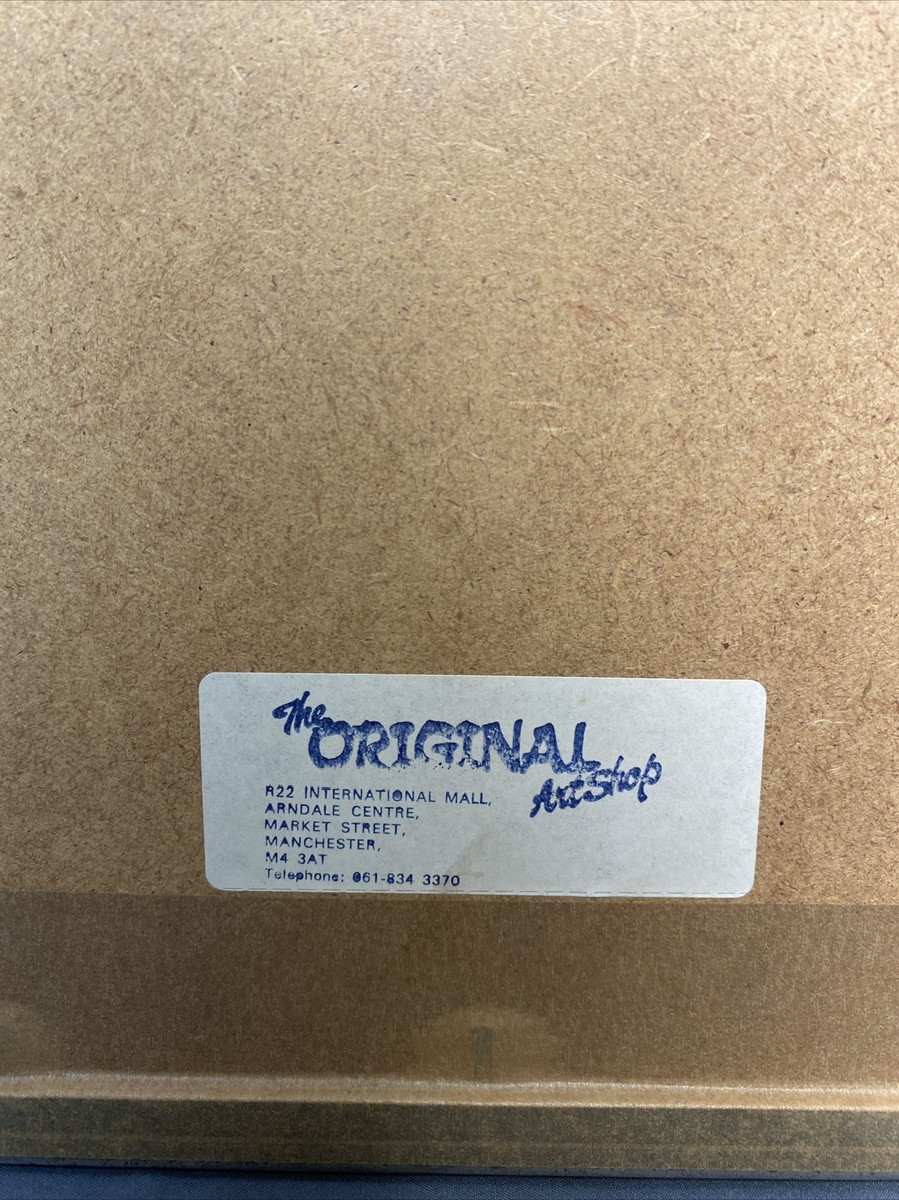 The ORIGINAL
Art Shop
R22 INTERNATIONAL MALL,
ARNDALE CENTRE,
MARKET STREET,
MANCHESTER,
M4 3AT
Telephone: 061-834 3370